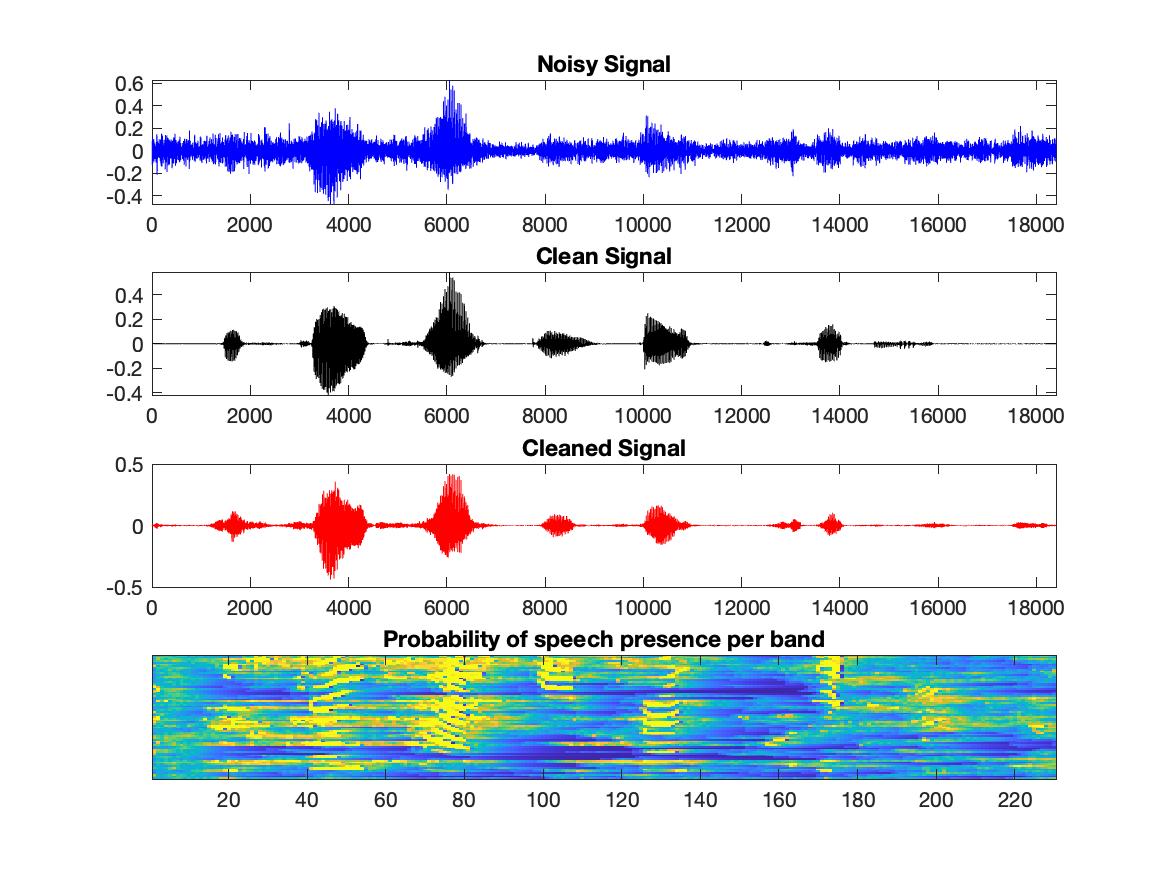 Noisy Signal
0.6
0.4
0.2
0
-0.2
-0.4
0 2000 4000 6000 8000 10000 12000 14000 16000 18000
Clean Signal
0.4
0.2
0
-0.2
-0.4
0 2000 4000 6000 8000 10000 12000 14000 16000 18000
Cleaned Signal
0.5
0
-0.5
0 2000 4000 6000 8000 10000 12000 14000 16000 18000
Probability of speech presence per band
20 40 60 80 100 120 140 160 180 200 220